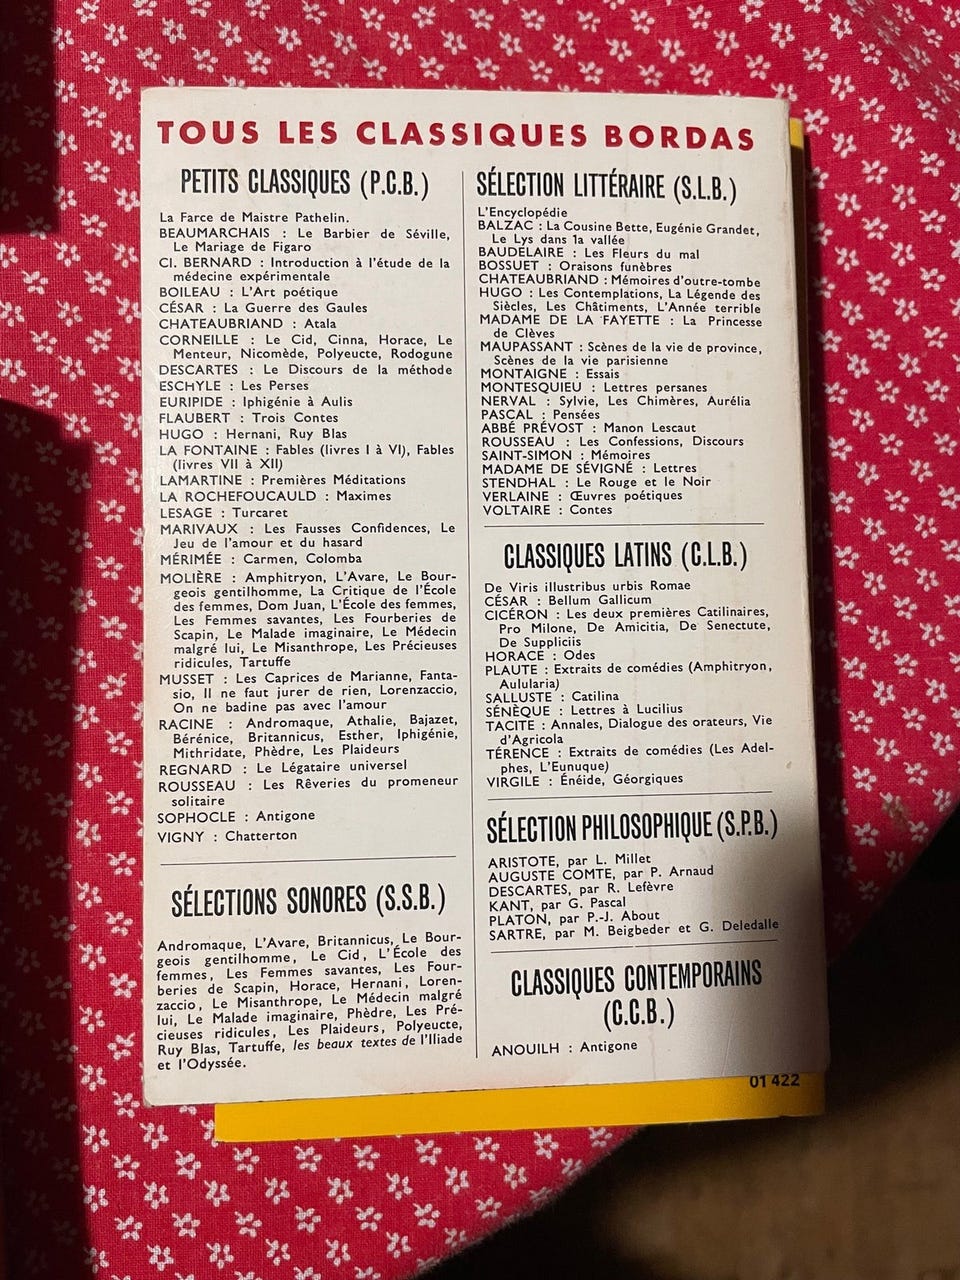 TOUS LES CLASSIQUES BORDAS
PETITS CLASSIQUES (P.C.B.)
La Farce de Maistre Pathelin.
BEAUMARCHAIS : Le Barbier de Séville,
Le Mariage de Figaro
Cl. BERNARD : Introduction à l'étude de la
médecine expérimentale
BOILEAU : L'Art poétique
CÉSAR : La Guerre des Gaules
CHATEAUBRIAND : Atala
CORNEILLE : Le Cid, Cinna, Horace, Le
Menteur, Nicomède, Polyeucte, Rodogune
DESCARTES : Le Discours de la méthode
ESCHYLE : Les Perses
EURIPIDE : Iphigénie à Aulis
FLAUBERT : Trois Contes
HUGO : Hernani, Ruy Blas
LA FONTAINE : Fables (livres I à VI), Fables
(livres VII à XII)
LAMARTINE : Premières Méditations
LA ROCHEFOUCAULD : Maximes
LESAGE : Turcaret
MARIVAUX : Les Fausses Confidences, Le
Jeu de l'amour et du hasard
MÉRIMÉE : Carmen, Colomba
MOLIÈRE : Amphitryon, L'Avare, Le Bour-
geois gentilhomme, La Critique de l'École
des femmes, Dom Juan, L'École des femmes,
Les Femmes savantes, Les Fourberies de
Scapin, Le Malade imaginaire, Le Médecin
malgré lui, Le Misanthrope, Les Précieuses
ridicules, Tartuffe
MUSSET : Les Caprices de Marianne, Fanta-
sio, Il ne faut jurer de rien, Lorenzaccio,
On ne badine pas avec l'amour
RACINE : Andromaque, Athalie, Bajazet,
Bérénice, Britannicus, Esther, Iphigénie,
Mithridate, Phèdre, Les Plaideurs
REGNARD : Le Légataire universel
ROUSSEAU : Les Rêveries du promeneur
solitaire
SOPHOCLE : Antigone
VIGNY : Chatterton
SÉLECTIONS SONORES (S.S.B.)
Andromaque, L'Avare, Britannicus, Le Bour-
geois gentilhomme, Le Cid, L'École des
femmes, Les Femmes savantes, Les Four-
beries de Scapin, Horace, Hernani, Loren-
zaccio, Le Misanthrope, Le Médecin malgré
lui, Le Malade imaginaire, Phèdre, Les Pré-
cieuses ridicules, Les Plaideurs, Polyeucte,
Ruy Blas, Tartuffe, les beaux textes de l'Iliade
et l'Odyssée.
SÉLECTION LITTÉRAIRE (S.L.B.)
L'Encyclopédie
BALZAC : La Cousine Bette, Eugénie Grandet,
Le Lys dans la vallée
BAUDELAIRE : Les Fleurs du mal
BOSSUET : Oraisons funèbres
CHATEAUBRIAND : Mémoires d'outre-tombe
HUGO : Les Contemplations, La Légende des
Siècles, Les Châtiments, L'Année terrible
MADAME DE LA FAYETTE : La Princesse
de Clèves
MAUPASSANT : Scènes de la vie de province,
Scènes de la vie parisienne
MONTAIGNE : Essais
MONTESQUIEU : Lettres persanes
NERVAL : Sylvie, Les Chimères, Aurélia
PASCAL : Pensées
ABBÉ PRÉVOST : Manon Lescaut
ROUSSEAU : Les Confessions, Discours
SAINT-SIMON : Mémoires
MADAME DE SÉVIGNÉ : Lettres
STENDHAL : Le Rouge et le Noir
VERLAINE : Œuvres poétiques
VOLTAIRE : Contes
CLASSIQUES LATINS (C.L.B.)
De Viris illustribus urbis Romae
CÉSAR : Bellum Gallicum
CICÉRON : Les deux premières Catilinaires,
Pro Milone, De Amicitia, De Senectute,
De Suppliciis
HORACE : Odes
PLAUTE : Extraits de comédies (Amphitryon,
Aulularia)
SALLUSTE : Catilina
SÉNÈQUE : Lettres à Lucilius
TACITE : Annales, Dialogue des orateurs, Vie
d'Agricola
TÉRENCE : Extraits de comédies (Les Adel-
phes, L'Eunuque)
VIRGILE : Énéide, Géorgiques
SÉLECTION PHILOSOPHIQUE (S.P.B.)
ARISTOTE, par L. Millet
AUGUSTE COMTE, par P. Arnaud
DESCARTES, par R. Lefèvre
KANT, par G. Pascal
PLATON, par P.-J. About
SARTRE, par M. Beigbeder et G. Deledalle
CLASSIQUES CONTEMPORAINS
(C.C.B.)
ANOUILH : Antigone
01 422